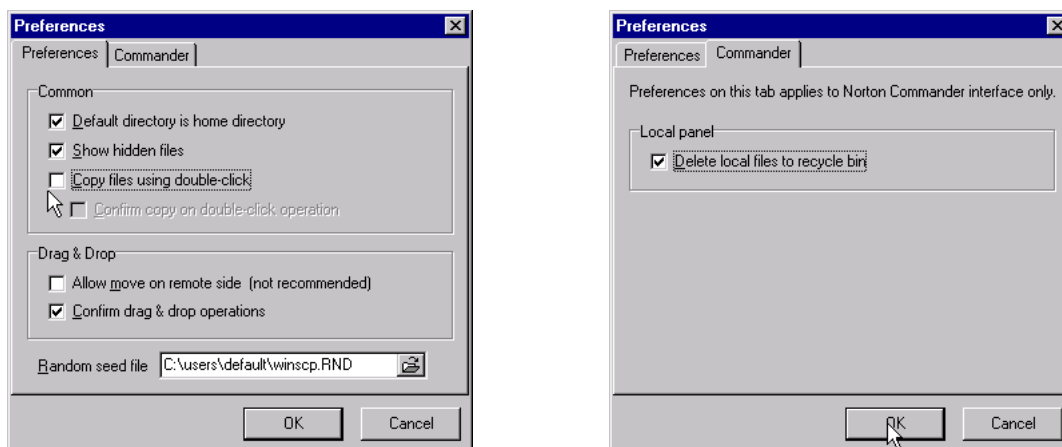 Preferences
Preferences Commander
Common
Default directory is home directory
Show hidden files
Copy files using double-click
Confirm copy on double-click operation
Drag & Drop
Allow move on remote side (not recommended)
Confirm drag & drop operations
Random seed file C:\users\default\winscp.RND
OK Cancel
Preferences
Preferences Commander
Preferences on this tab applies to Norton Commander interface only.
Local panel
Delete local files to recycle bin
OK Cancel